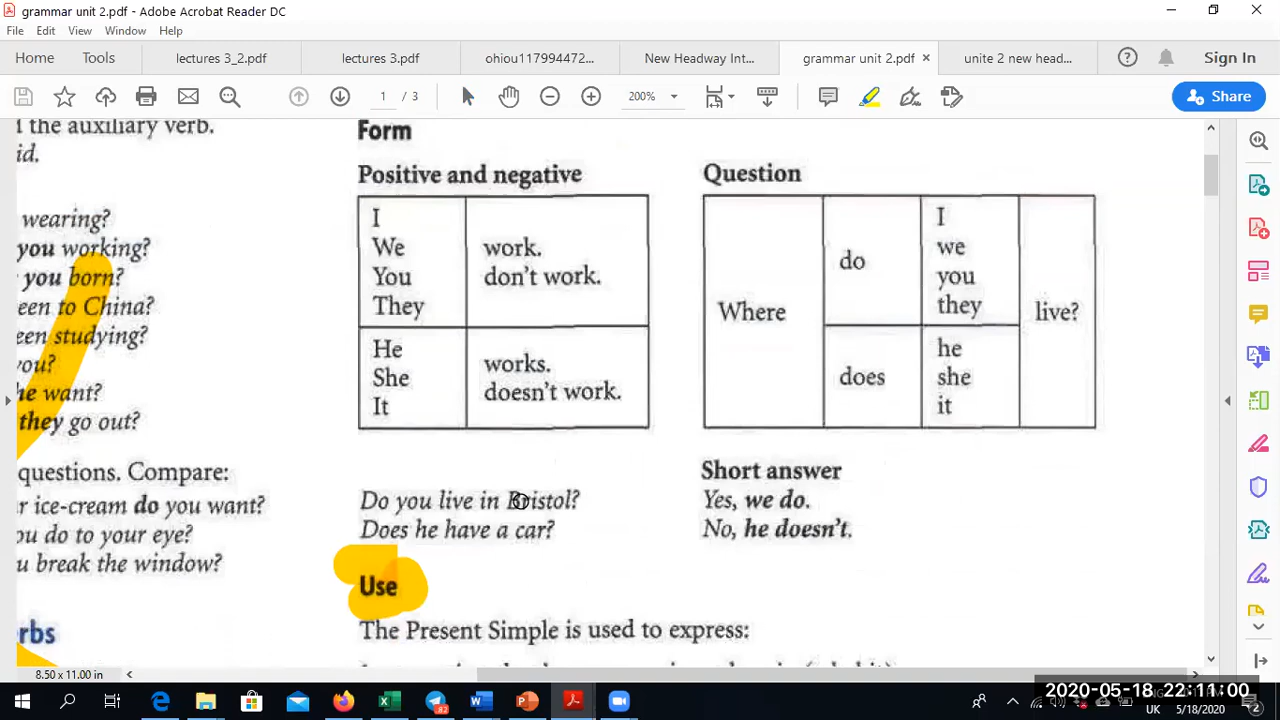 grammar unit 2.pdf - Adobe Acrobat Reader DC
File Edit View Window Help
Home Tools lectures 3_2.pdf lectures 3.pdf ohio117994472... New Headway Int... grammar unit 2.pdf × unite 2 new head... Sign In
1 / 3 200% Share
l the auxiliary verb.
id.
wearing?
you working?
you born?
een to China?
een studying?
you?
he want?
they go out?
questions. Compare:
r ice-cream do you want?
ou do to your eye?
u break the window?
rbs
Form
Positive and negative
I
We
You
They
work.
don't work.
He
She
It
works.
doesn't work.
Do you live in Bristol?
Does he have a car?
Question
Where
do
I
we
you
they
does
he
she
it
live?
Short answer
Yes, we do.
No, he doesn't.
Use
The Present Simple is used to express:
8.50 x 11.00 in
82
2020-05-18 22:11:00
UK 5/18/2020 2